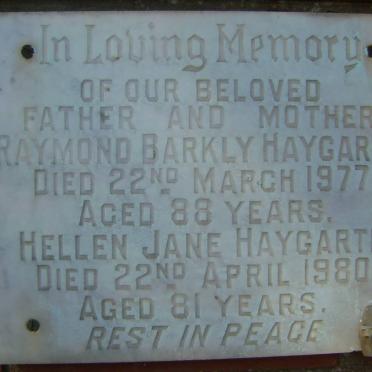 In Loving Memory
OF OUR BELOVED
FATHER AND MOTHER
RAYMOND BARKLY HAYGAR
DIED 22ND MARCH 1977
AGED 88 YEARS.
HELLEN JANE HAYGART
DIED 22ND APRIL 1980
AGED 81 YEARS.
REST IN PEACE